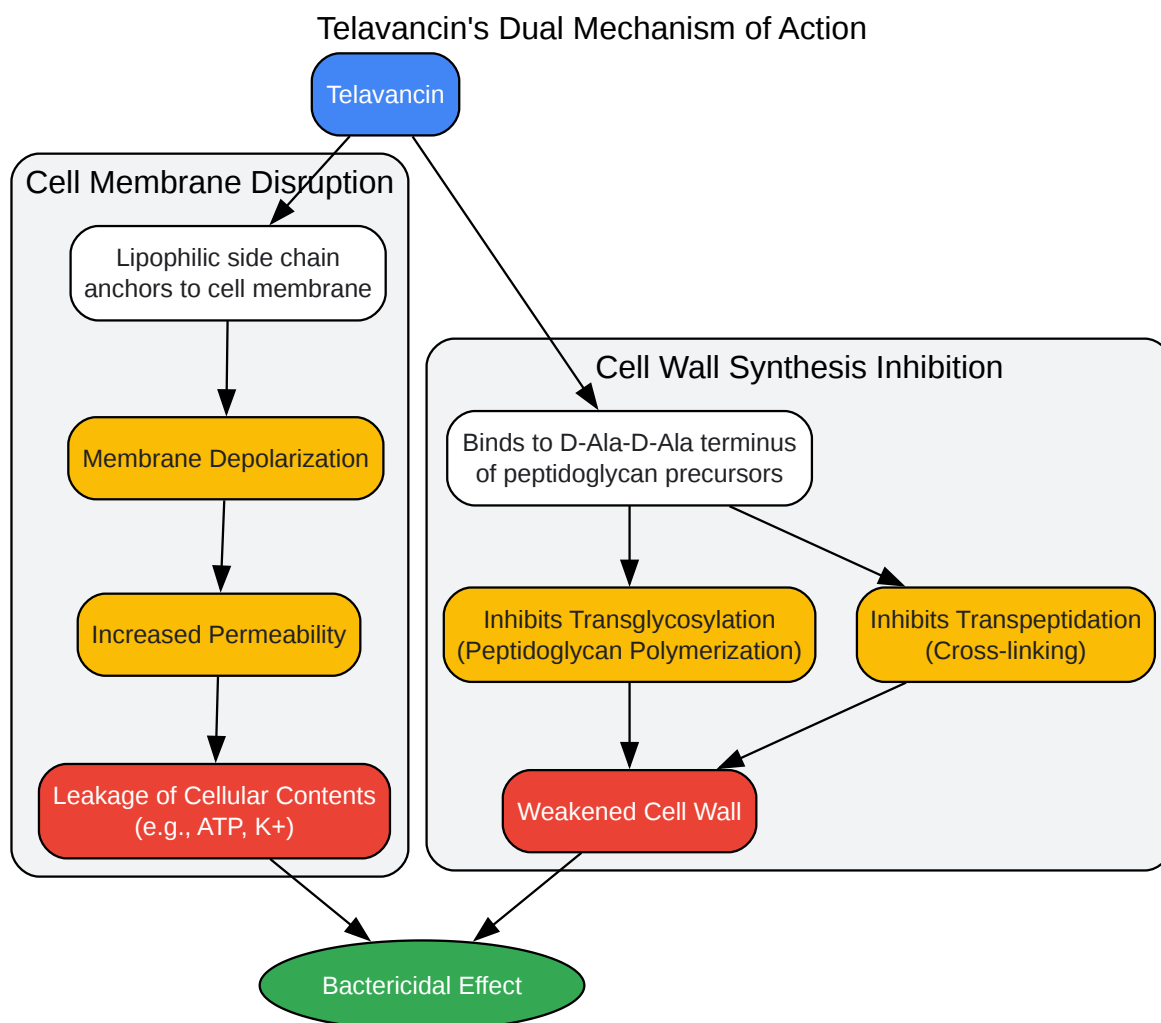 Telavancin's Dual Mechanism of Action
Telavancin
Cell Membrane Disruption
Lipophilic side chain
anchors to cell membrane
Membrane Depolarization
Increased Permeability
Leakage of Cellular Contents
(e.g., ATP, K+)
Cell Wall Synthesis Inhibition
Binds to D-Ala-D-Ala terminus
of peptidoglycan precursors
Inhibits Transglycosylation
(Peptidoglycan Polymerization)
Inhibits Transpeptidation
(Cross-linking)
Weakened Cell Wall
Bactericidal Effect